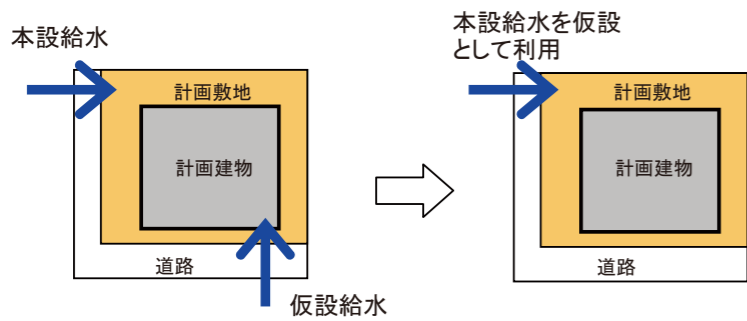 本設給水
計画敷地
計画建物
道路
仮設給水
本設給水を仮設
として利用
計画敷地
計画建物
道路